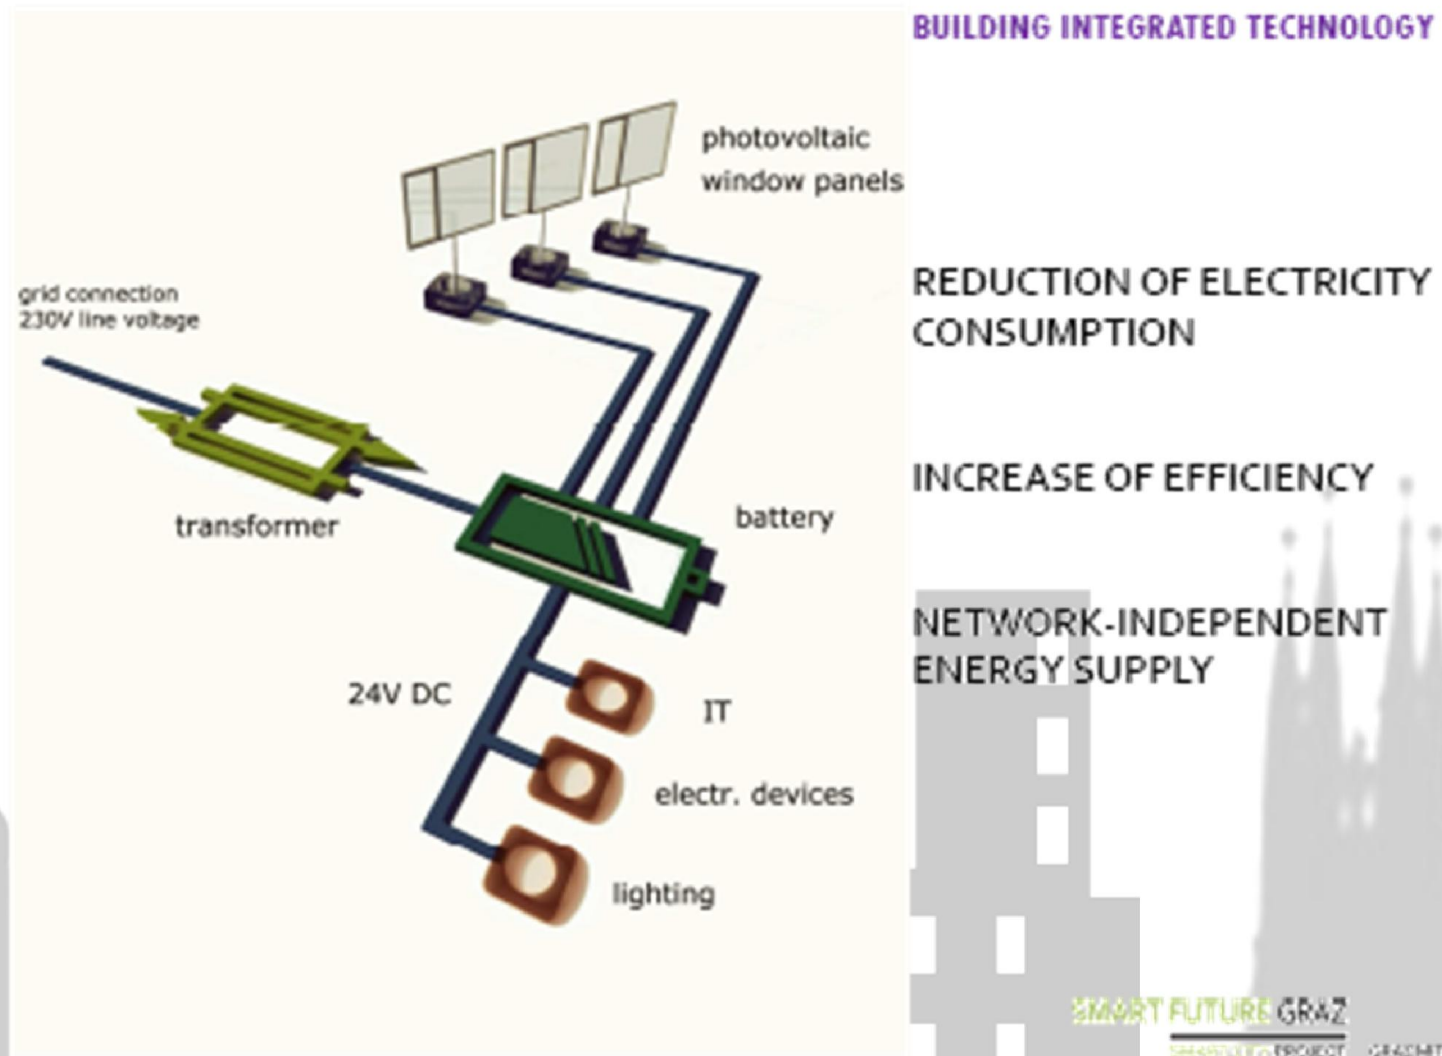 BUILDING INTEGRATED TECHNOLOGY
photovoltaic
window panels
grid connection
230V line voltage
transformer
battery
24V DC
IT
electr. devices
lighting
REDUCTION OF ELECTRICITY
CONSUMPTION
INCREASE OF EFFICIENCY
NETWORK-INDEPENDENT
ENERGY SUPPLY
SMART FUTURE GRAZ
PROJECT